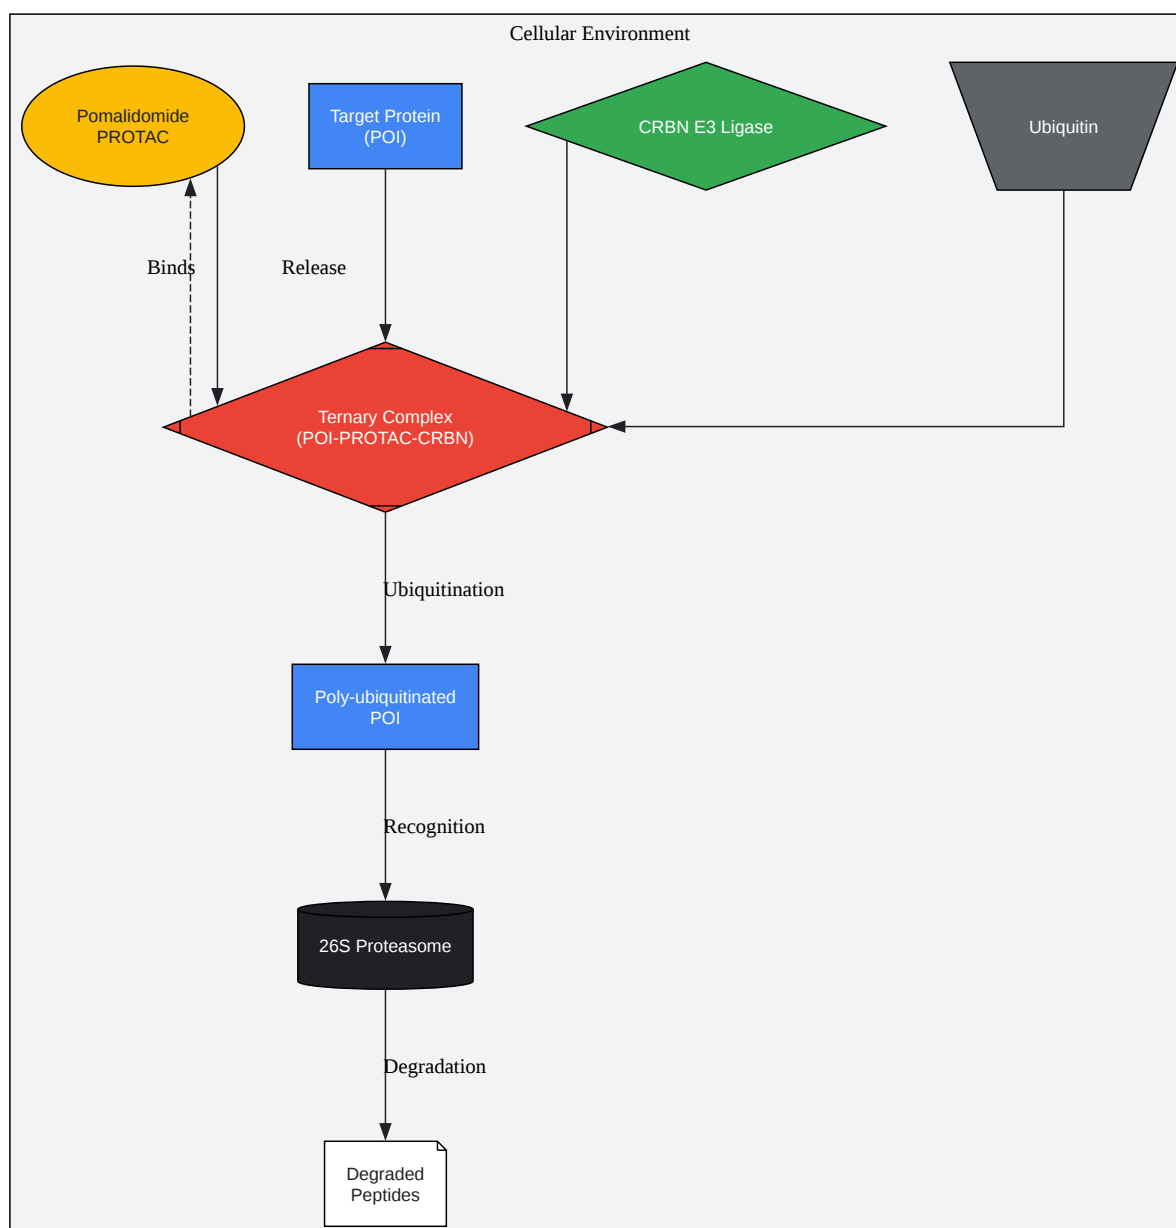 Cellular Environment
Pomalidomide
PROTAC
Target Protein
(POI)
CRBN E3 Ligase
Ubiquitin
Binds
Release
Ternary Complex
(POI-PROTAC-CRBN)
Ubiquitination
Poly-ubiquitinated
POI
Recognition
26S Proteasome
Degradation
Degraded
Peptides